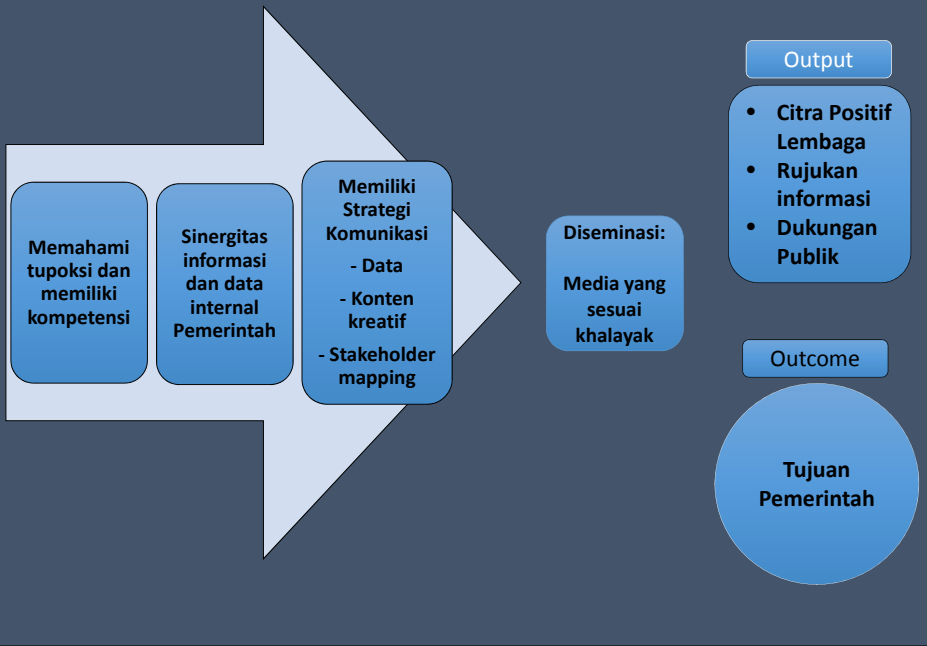 Memahami
tupoksi dan
memiliki
kompetensi
Sinergitas
informasi
dan data
internal
Pemerintah
Memiliki
Strategi
Komunikasi
- Data
- Konten
kreatif
- Stakeholder
mapping
Diseminasi:
Media yang
sesuai
khalayak
Output
• Citra Positif
Lembaga
• Rujukan
informasi
• Dukungan
Publik
Outcome
Tujuan
Pemerintah